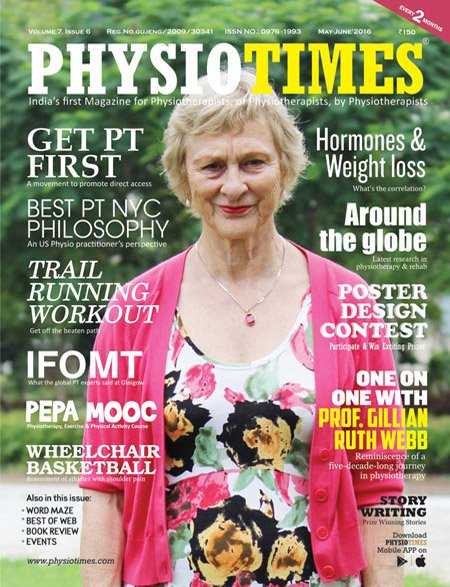 EVERY 2 MONTHS
VOLUME 7, ISSUE 6 REG.NO.GUJENG/2009/30341 ISSN NO.: 0976-1993 MAY-JUNE'2016 ₹150
PHYSIOTIMES®
India's first Magazine for Physiotherapists, of Physiotherapists, by Physiotherapists
GET PT
FIRST
A movement to promote direct access
BEST PT NYC
PHILOSOPHY
An US Physio practitioner's perspective
TRAIL
RUNNING
WORKOUT
Get off the beaten path
IFOMT
What the global PT experts said at Glasgow
PEPA MOOC
Physiotherapy, Exercise & Physical Activity Course
WHEELCHAIR
BASKETBALL
Assessment of athletes with shoulder pain
Also in this issue:
* WORD MAZE
* BEST OF WEB
* BOOK REVIEW
* EVENTS
www.physiotimes.com
Hormones &
Weight loss
What's the correlation?
Around
the globe
Latest research in
physiotherapy & rehab
POSTER
DESIGN
CONTEST
Participate & Win Exciting Prizes
ONE ON
ONE WITH
PROF. GILLIAN
RUTH WEBB
Reminiscence of a
five-decade-long journey
in physiotherapy
STORY
WRITING
Prize Winning Stories
Download
PHYSIOTIMES
Mobile APP on